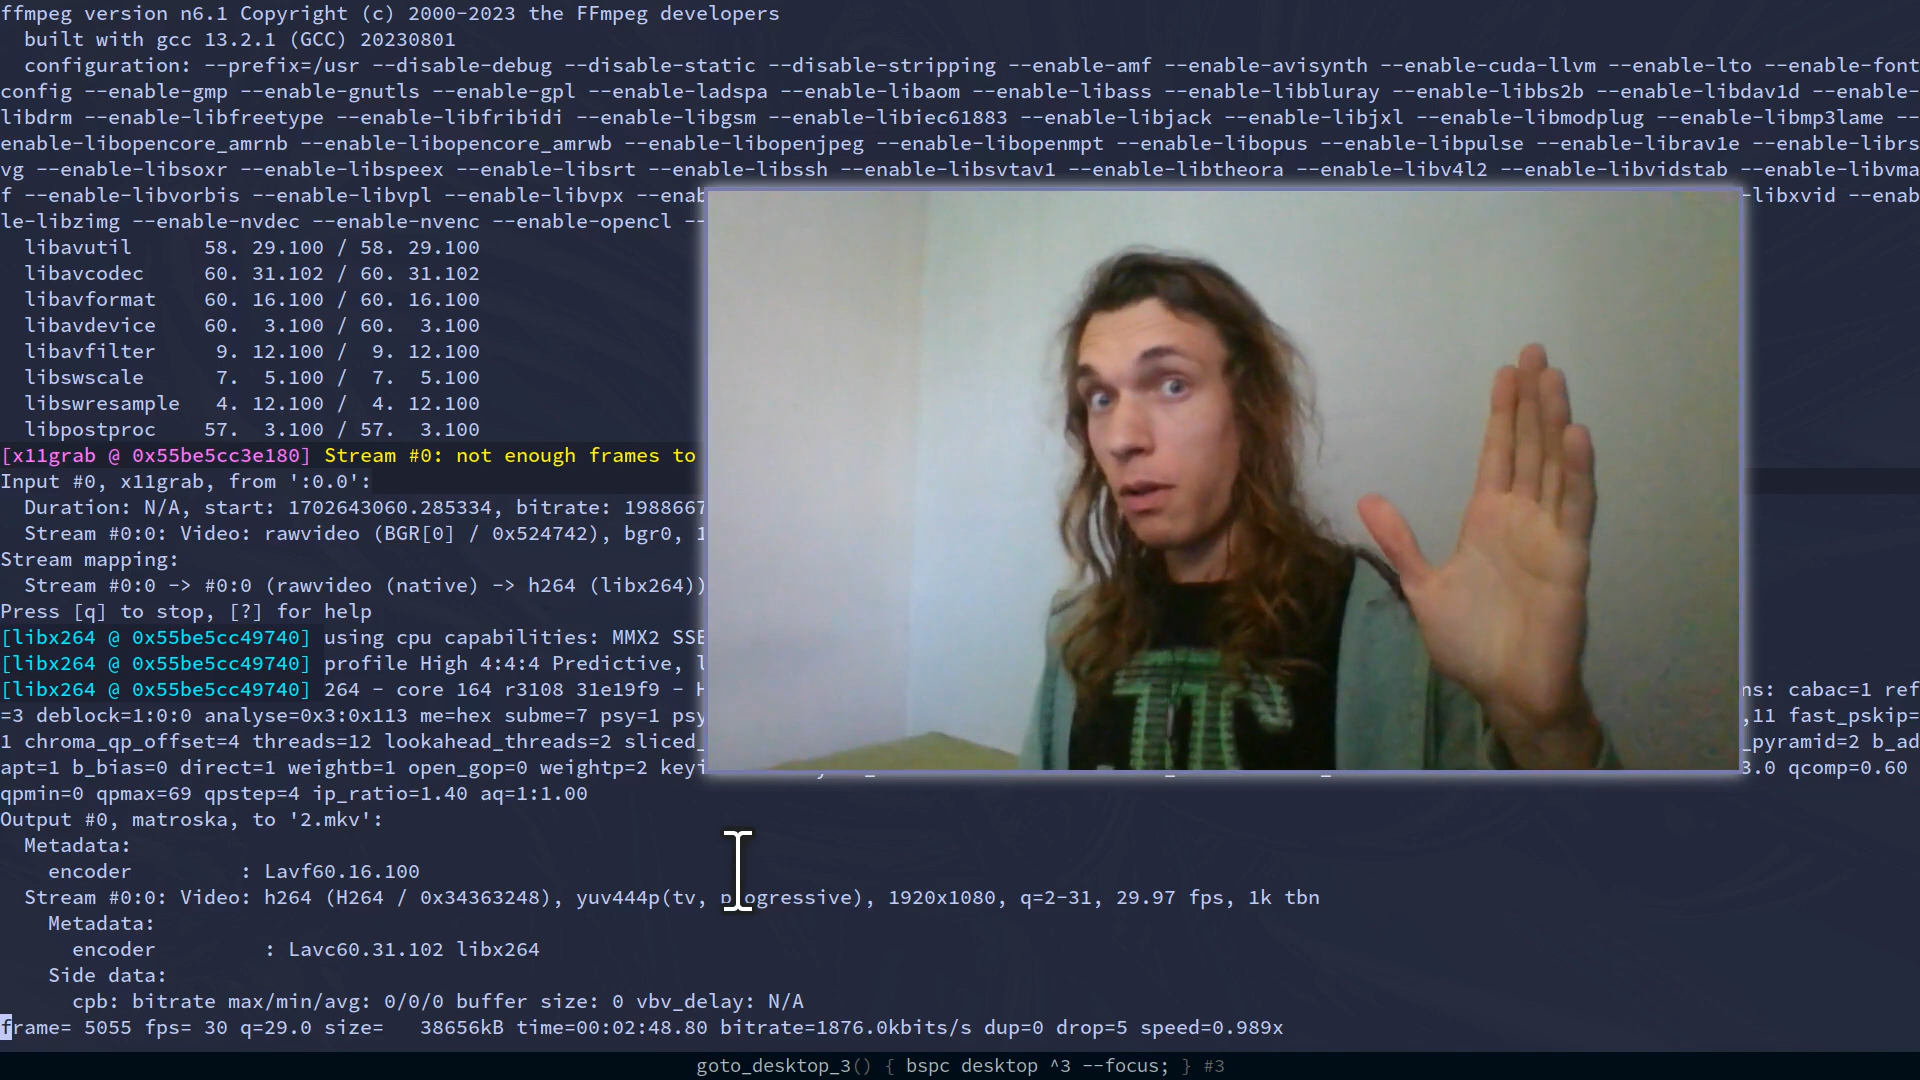 ffmpeg version n6.1 Copyright (c) 2000-2023 the FFmpeg developers
built with gcc 13.2.1 (GCC) 20230801
configuration: --prefix=/usr --disable-debug --disable-static --disable-stripping --enable-amf --enable-avisynth --enable-cuda-llvm --enable-lto --enable-font
config --enable-gmp --enable-gnutls --enable-gpl --enable-ladspa --enable-libaom --enable-libass --enable-libbluray --enable-libbs2b --enable-libdav1d --enable-
libdrm --enable-libfreetype --enable-libfribidi --enable-libgsm --enable-libiec61883 --enable-libjack --enable-libjxl --enable-libmodplug --enable-libmp3lame --
enable-libopencore_amrnb --enable-libopencore_amrwb --enable-libopenjpeg --enable-libopenmpt --enable-libopus --enable-libpulse --enable-librav1e --enable-librs
vg --enable-libsoxr --enable-libspeex --enable-libsrt --enable-libssh --enable-libsvtav1 --enable-libtheora --enable-libv4l2 --enable-libvidstab --enable-libvma
f --enable-libvorbis --enable-libvpl --enable-libvpx --enab -libxvid --enab
le-libzimg --enable-nvdec --enable-nvenc --enable-opencl --
libavutil 58. 29.100 / 58. 29.100
libavcodec 60. 31.102 / 60. 31.102
libavformat 60. 16.100 / 60. 16.100
libavdevice 60. 3.100 / 60. 3.100
libavfilter 9. 12.100 / 9. 12.100
libswscale 7. 5.100 / 7. 5.100
libswresample 4. 12.100 / 4. 12.100
libpostproc 57. 3.100 / 57. 3.100
[x11grab @ 0x55be5cc3e180] Stream #0: not enough frames to
Input #0, x11grab, from ':0.0':
Duration: N/A, start: 1702643060.285334, bitrate: 1988667
Stream #0:0: Video: rawvideo (BGR[0] / 0x524742), bgr0, 1
Stream mapping:
Stream #0:0 -> #0:0 (rawvideo (native) -> h264 (libx264))
Press [q] to stop, [?] for help
[libx264 @ 0x55be5cc49740] using cpu capabilities: MMX2 SSE
[libx264 @ 0x55be5cc49740] profile High 4:4:4 Predictive, l
[libx264 @ 0x55be5cc49740] 264 - core 164 r3108 31e19f9 - H ns: cabac=1 ref
=3 deblock=1:0:0 analyse=0x3:0x113 me=hex subme=7 psy=1 psy ,11 fast_pskip=
1 chroma_qp_offset=4 threads=12 lookahead_threads=2 sliced_ _pyramid=2 b_ad
apt=1 b_bias=0 direct=1 weightb=1 open_gop=0 weightp=2 keyi 3.0 qcomp=0.60
qpmin=0 qpmax=69 qpstep=4 ip_ratio=1.40 aq=1:1.00
Output #0, matroska, to '2.mkv':
Metadata:
encoder : Lavf60.16.100
Stream #0:0: Video: h264 (H264 / 0x34363248), yuv444p(tv, progressive), 1920x1080, q=2-31, 29.97 fps, 1k tbn
Metadata:
encoder : Lavc60.31.102 libx264
Side data:
cpb: bitrate max/min/avg: 0/0/0 buffer size: 0 vbv_delay: N/A
frame= 5055 fps= 30 q=29.0 size= 38656kB time=00:02:48.80 bitrate=1876.0kbits/s dup=0 drop=5 speed=0.989x
goto_desktop_3() { bspc desktop ^3 --focus; } #3